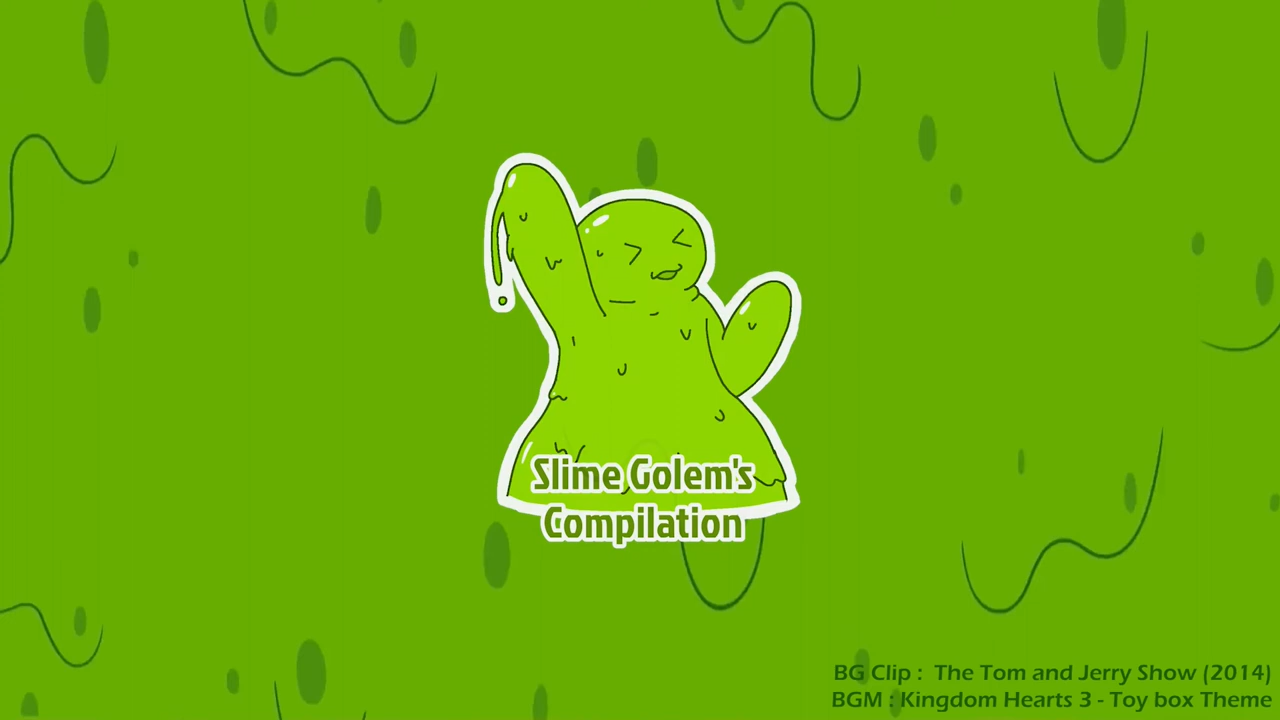 Slime Golem's
Compilation
BG Clip : The Tom and Jerry Show (2014)
BGM : Kingdom Hearts 3 - Toy box Theme